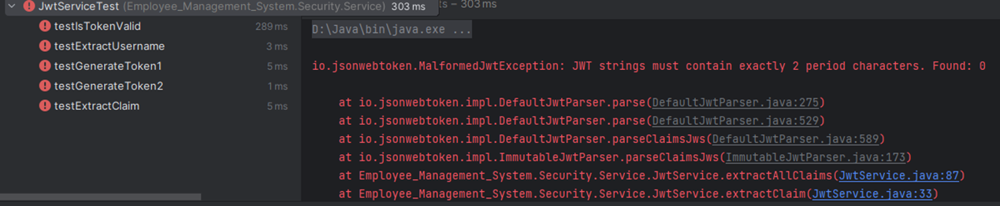 JwtServiceTest (Employee_Management_System.Security.Service) 303 ms
ts – 303 ms
testIsTokenValid 289 ms
testExtractUsername 3 ms
testGenerateToken1 5 ms
testGenerateToken2 1 ms
testExtractClaim 5 ms
D:\Java\bin\java.exe ...
io.jsonwebtoken.MalformedJwtException: JWT strings must contain exactly 2 period characters. Found: 0
at io.jsonwebtoken.impl.DefaultJwtParser.parse(DefaultJwtParser.java:275)
at io.jsonwebtoken.impl.DefaultJwtParser.parse(DefaultJwtParser.java:529)
at io.jsonwebtoken.impl.DefaultJwtParser.parseClaimsJws(DefaultJwtParser.java:589)
at io.jsonwebtoken.impl.ImmutableJwtParser.parseClaimsJws(ImmutableJwtParser.java:173)
at Employee_Management_System.Security.Service.JwtService.extractAllClaims(JwtService.java:87)
at Employee_Management_System.Security.Service.JwtService.extractClaim(JwtService.java:33)